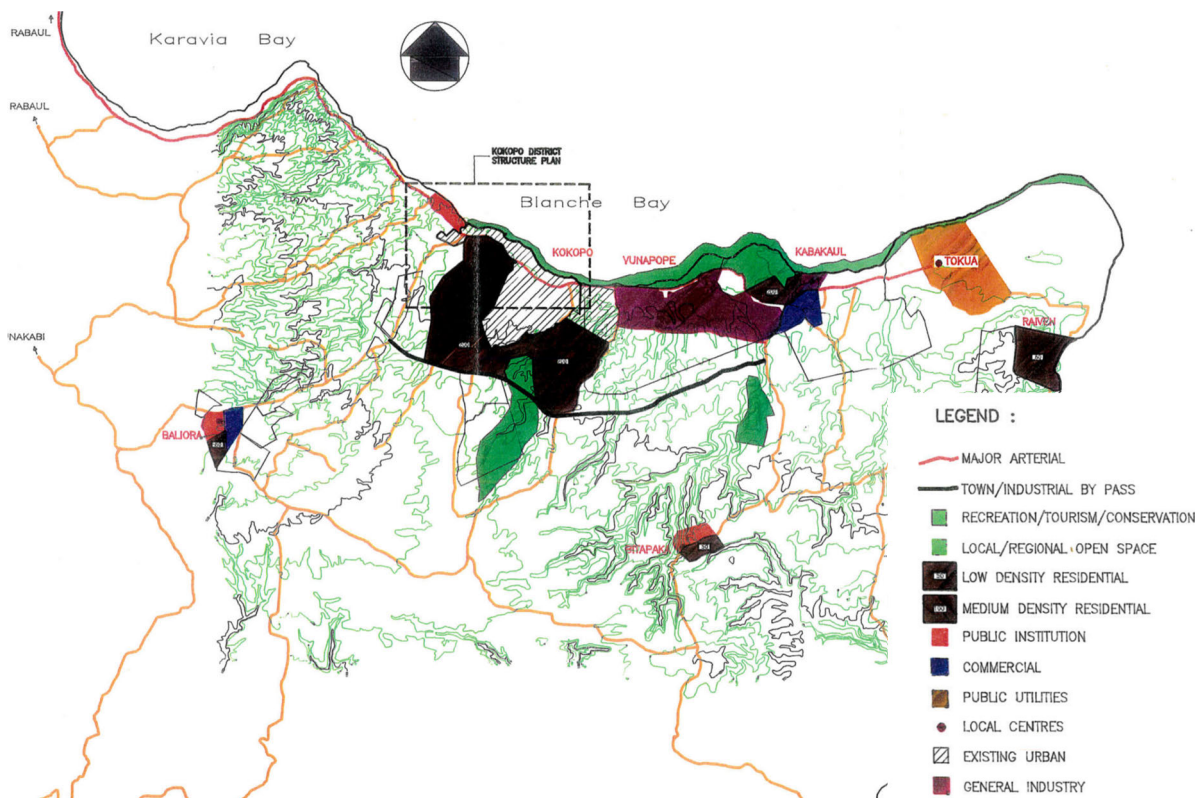 RABAUL
Karavia Bay
RABAUL
KOKOPO DISTRICT
STRUCTURE PLAN
Blanche Bay
KOKOPO
VUNAPOPE
KABAKAUL
TOKUA
RAIVEN
BALIORA
BITAPAKA
LEGEND :
MAJOR ARTERIAL
TOWN/INDUSTRIAL BY PASS
RECREATION/TOURISM/CONSERVATION
LOCAL/REGIONAL OPEN SPACE
LOW DENSITY RESIDENTIAL
MEDIUM DENSITY RESIDENTIAL
PUBLIC INSTITUTION
COMMERCIAL
PUBLIC UTILITIES
LOCAL CENTRES
EXISTING URBAN
GENERAL INDUSTRY